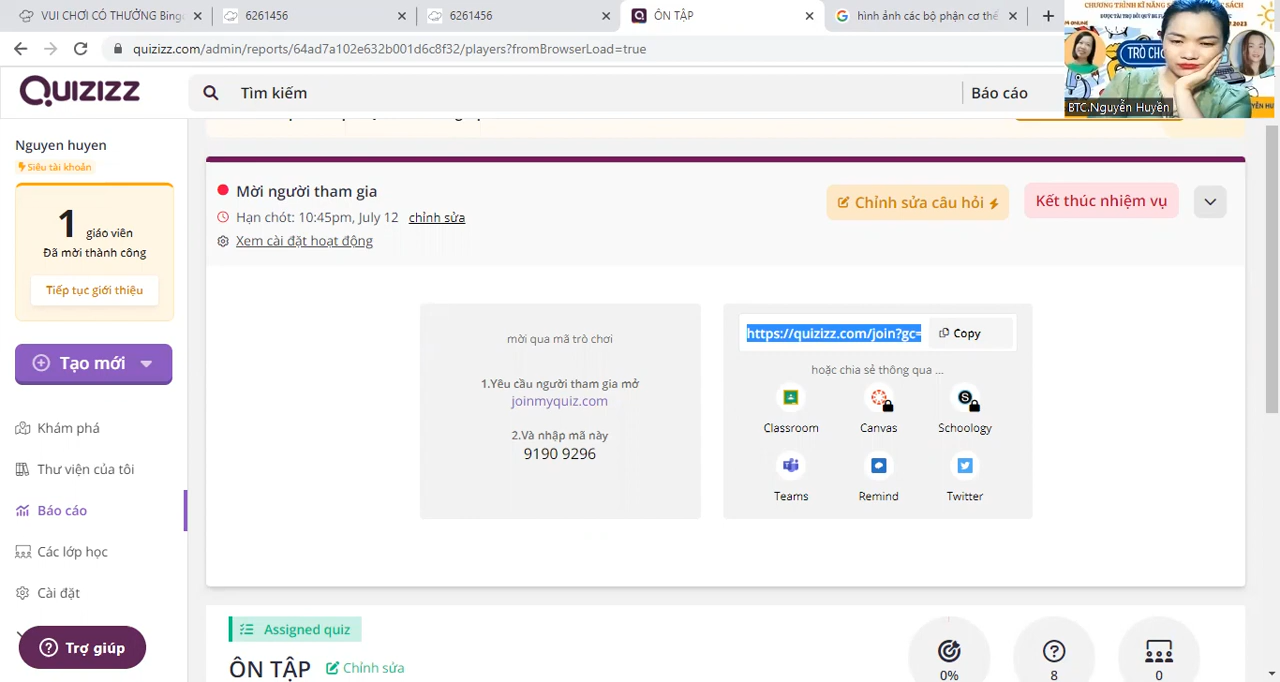 VUI CHƠI CÓ THƯỞNG Bing
6261456
6261456
ÔN TẬP
hình ảnh các bộ phận cơ thể
quizizz.com/admin/reports/64ad7a102e632b001d6c8f32/players?fromBrowserLoad=true
CHƯƠNG TRÌNH KĨ NĂNG
SÁCH
2023
TRÒ CH
BTC.Nguyễn Huyền
QUIZIZZ
Tìm kiếm
Báo cáo
Nguyen huyen
Siêu tài khoản
1 giáo viên
Đã mời thành công
Tiếp tục giới thiệu
Tạo mới
Khám phá
Thư viện của tôi
Báo cáo
Các lớp học
Cài đặt
Trợ giúp
Mời người tham gia
Hạn chót: 10:45pm, July 12 chỉnh sửa
Xem cài đặt hoạt động
Chỉnh sửa câu hỏi
Kết thúc nhiệm vụ
mời qua mã trò chơi
1.Yêu cầu người tham gia mở
joinmyquiz.com
2.Và nhập mã này
9190 9296
https://quizizz.com/join?gc=
Copy
hoặc chia sẻ thông qua ...
Classroom
Canvas
Schoology
Teams
Remind
Twitter
Assigned quiz
ÔN TẬP
Chỉnh sửa
0%
8
0